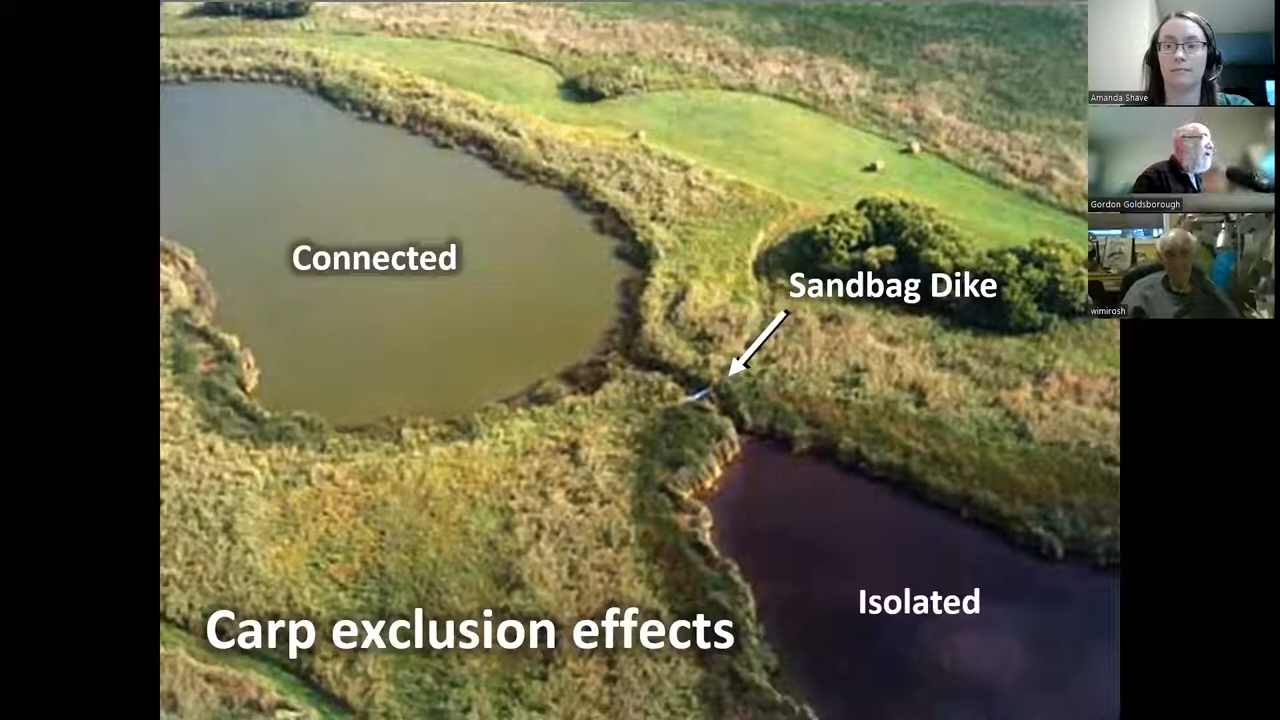 Connected
Sandbag Dike
Isolated
Carp exclusion effects
Amanda Shave
Gordon Goldsborough
wimirosh